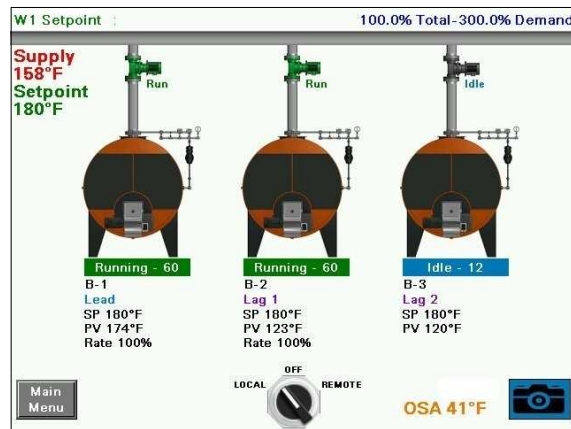 W1 Setpoint :
100.0% Total-300.0% Demand
Supply
158°F
Setpoint
180°F
Run
Run
Idle
Running - 60
B-1
Lead
SP 180°F
PV 174°F
Rate 100%
Running - 60
B-2
Lag 1
SP 180°F
PV 123°F
Rate 100%
Idle - 12
B-3
Lag 2
SP 180°F
PV 120°F
Main
Menu
OFF
LOCAL
REMOTE
OSA 41°F